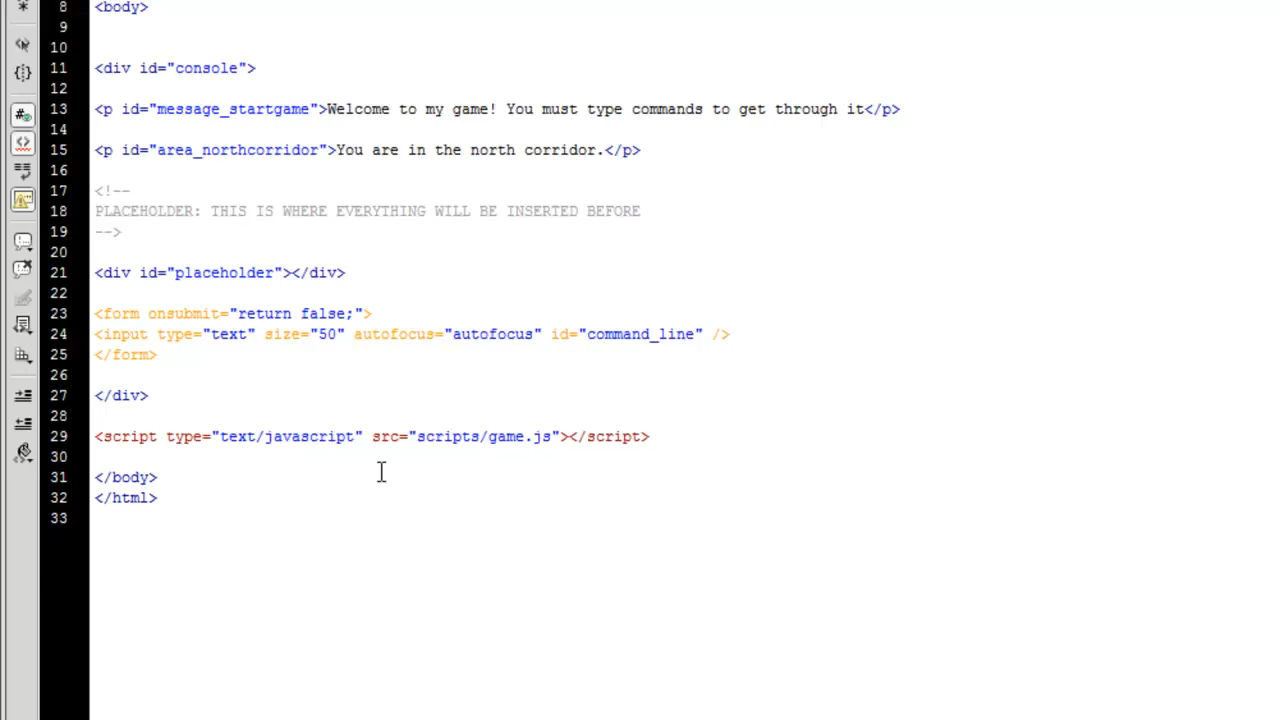 8 <body>
9
10
11 <div id="console">
12
13 <p id="message_startgame">Welcome to my game! You must type commands to get through it</p>
14
15 <p id="area_northcorridor">You are in the north corridor.</p>
16
17 <!--
18 PLACEHOLDER: THIS IS WHERE EVERYTHING WILL BE INSERTED BEFORE
19 -->
20
21 <div id="placeholder"></div>
22
23 <form onsubmit="return false;">
24 <input type="text" size="50" autofocus="autofocus" id="command_line" />
25 </form>
26
27 </div>
28
29 <script type="text/javascript" src="scripts/game.js"></script>
30
31 </body>
32 </html>
33